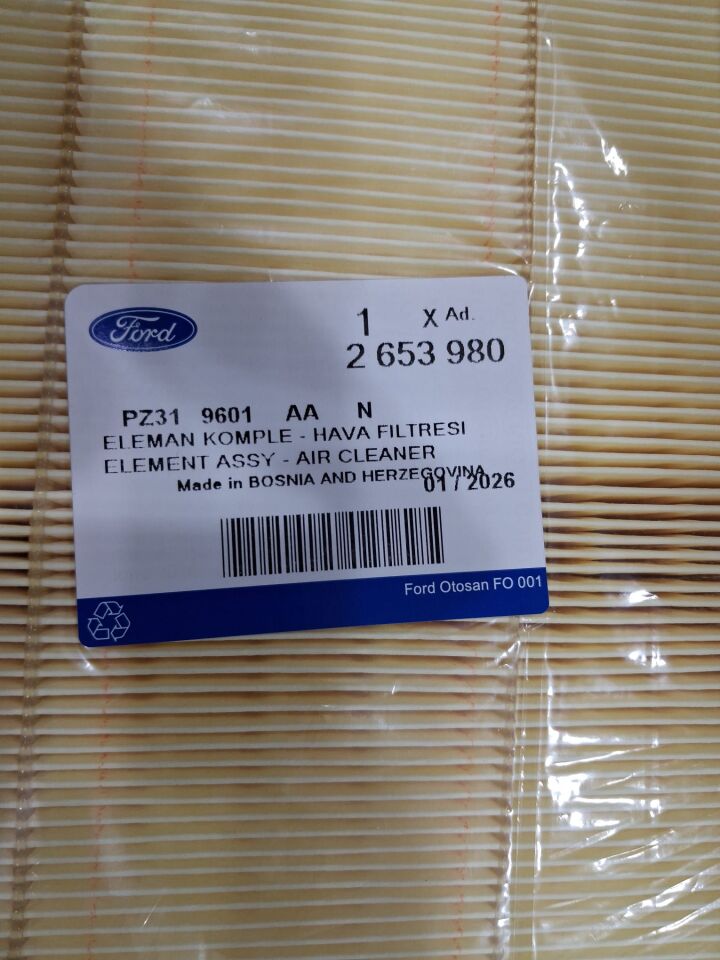 Ford
1 X Ad.
2 653 980
PZ31 9601 AA N
ELEMAN KOMPLE - HAVA FILTRESI
ELEMENT ASSY - AIR CLEANER
Made in BOSNIA AND HERZEGOVINA
01 / 2026
Ford Otosan FO 001